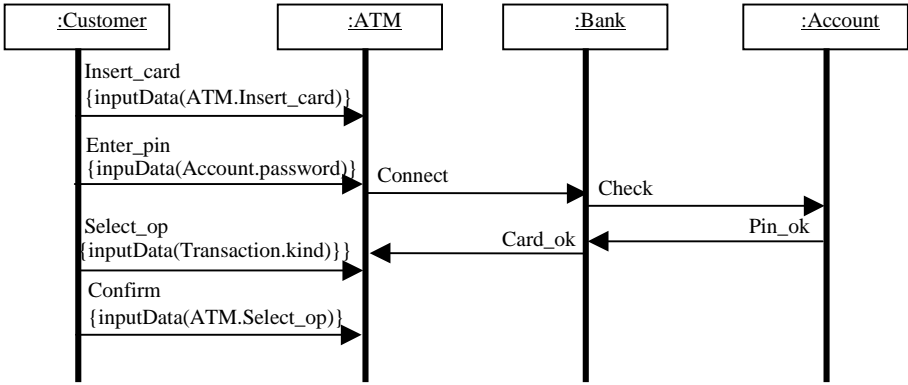 :Customer
:ATM
:Bank
:Account
Insert_card
{inputData(ATM.Insert_card)}
Enter_pin
{inpuData(Account.password)}
Connect
Check
Select_op
{inputData(Transaction.kind)}}
Card_ok
Pin_ok
Confirm
{inputData(ATM.Select_op)}